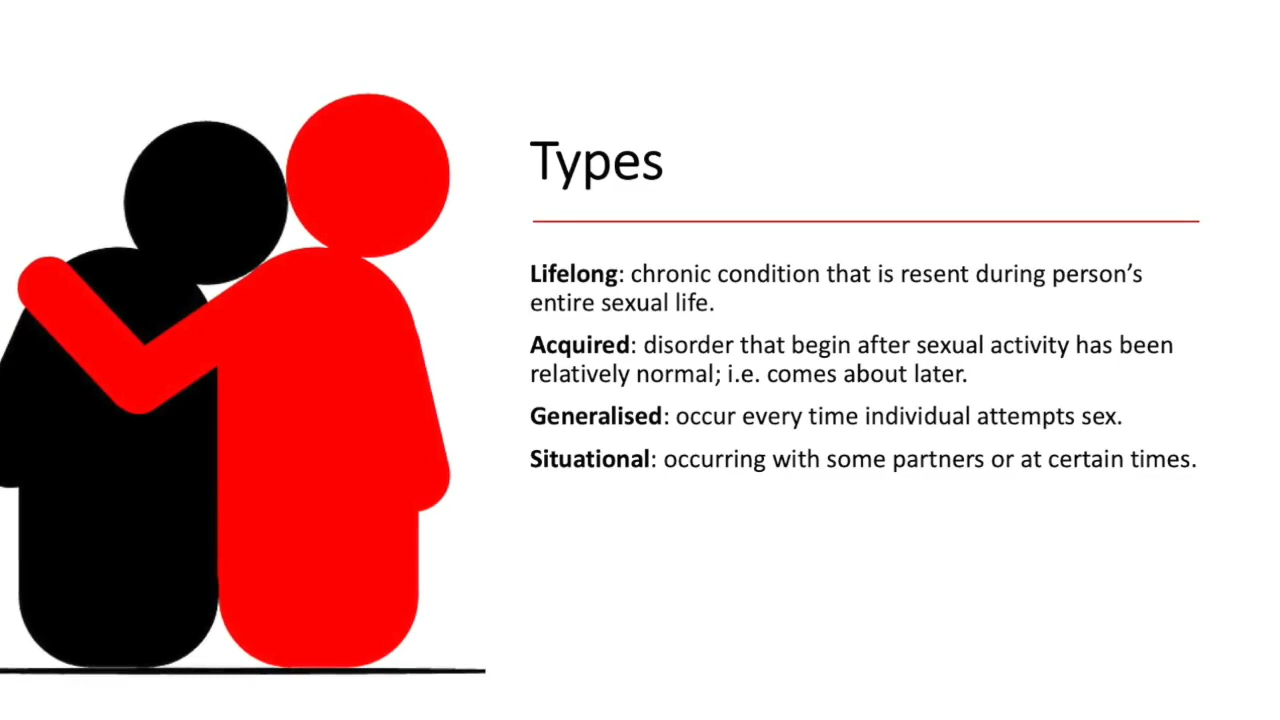 Types
Lifelong: chronic condition that is resent during person's
entire sexual life.
Acquired: disorder that begin after sexual activity has been
relatively normal; i.e. comes about later.
Generalised: occur every time individual attempts sex.
Situational: occurring with some partners or at certain times.